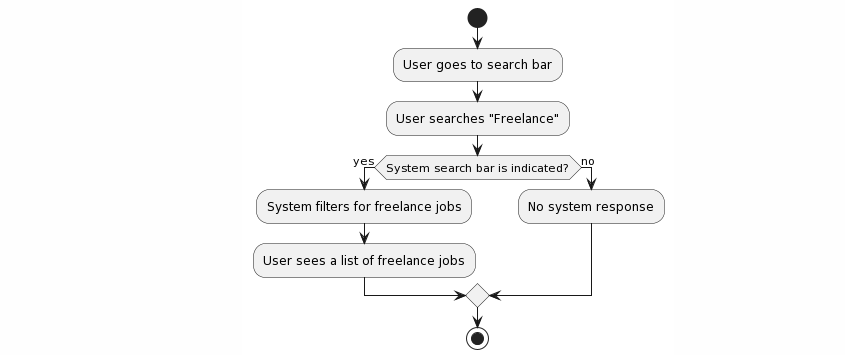 User goes to search bar
User searches "Freelance"
yes
System search bar is indicated?
no
System filters for freelance jobs
No system response
User sees a list of freelance jobs